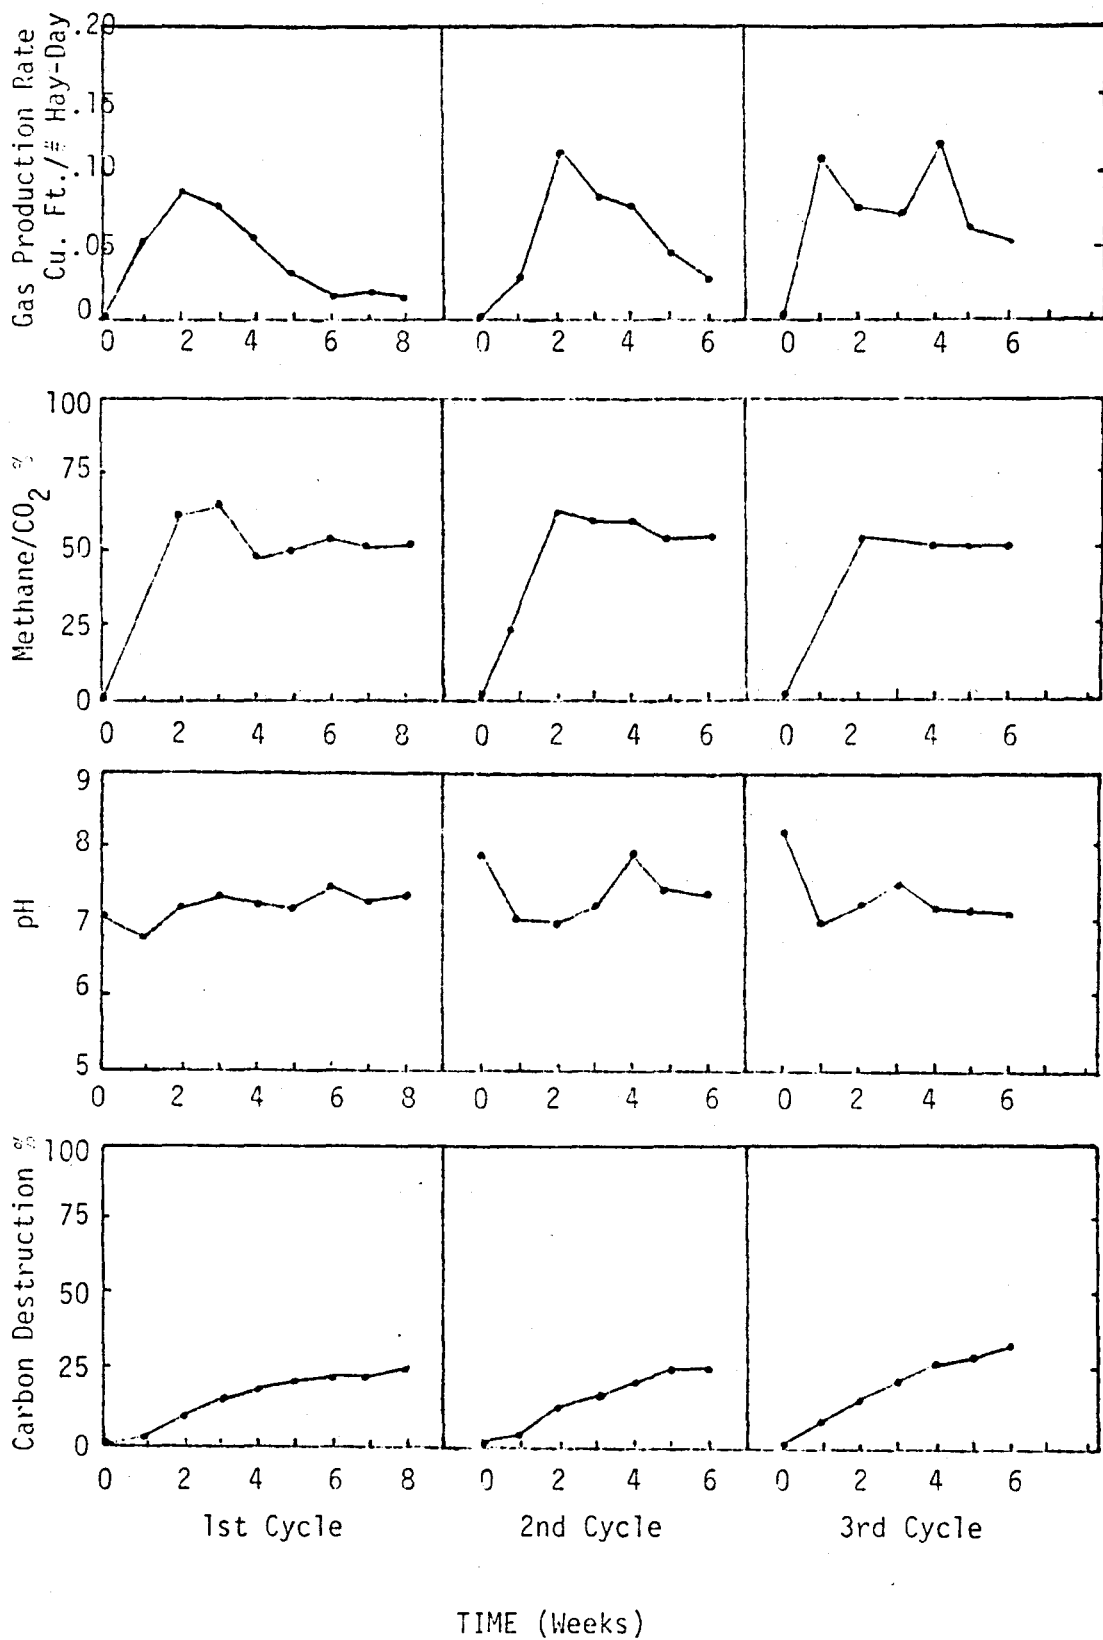 Gas Production Rate
Cu. Ft./# Hay-Day
.20
.15
.10
.05
0
0 2 4 6 8 0 2 4 6 0 2 4 6
Methane/CO2 %
100
75
50
25
0
0 2 4 6 8 0 2 4 6 0 2 4 6
pH
9
8
7
6
5
0 2 4 6 8 0 2 4 6 0 2 4 6
Carbon Destruction %
100
75
50
25
0
0 2 4 6 8 0 2 4 6 0 2 4 6
1st Cycle 2nd Cycle 3rd Cycle
TIME (Weeks)